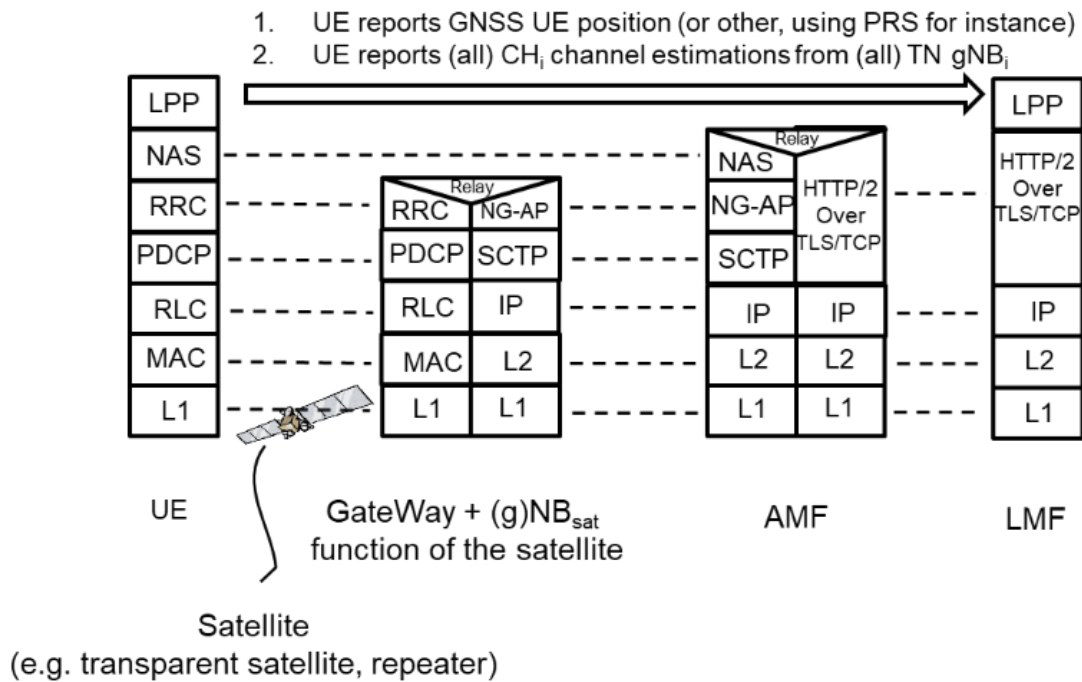 1. UE reports GNSS UE position (or other, using PRS for instance)
2. UE reports (all) CHi channel estimations from (all) TN gNBi
LPP
NAS
RRC
PDCP
RLC
MAC
L1
UE
Relay
RRC NG-AP
PDCP SCTP
RLC IP
MAC L2
L1 L1
GateWay + (g)NBsat
function of the satellite
Satellite
(e.g. transparent satellite, repeater)
Relay
NAS
NG-AP
SCTP
HTTP/2
Over
TLS/TCP
IP IP
L2 L2
L1 L1
AMF
LPP
HTTP/2
Over
TLS/TCP
IP
L2
L1
LMF